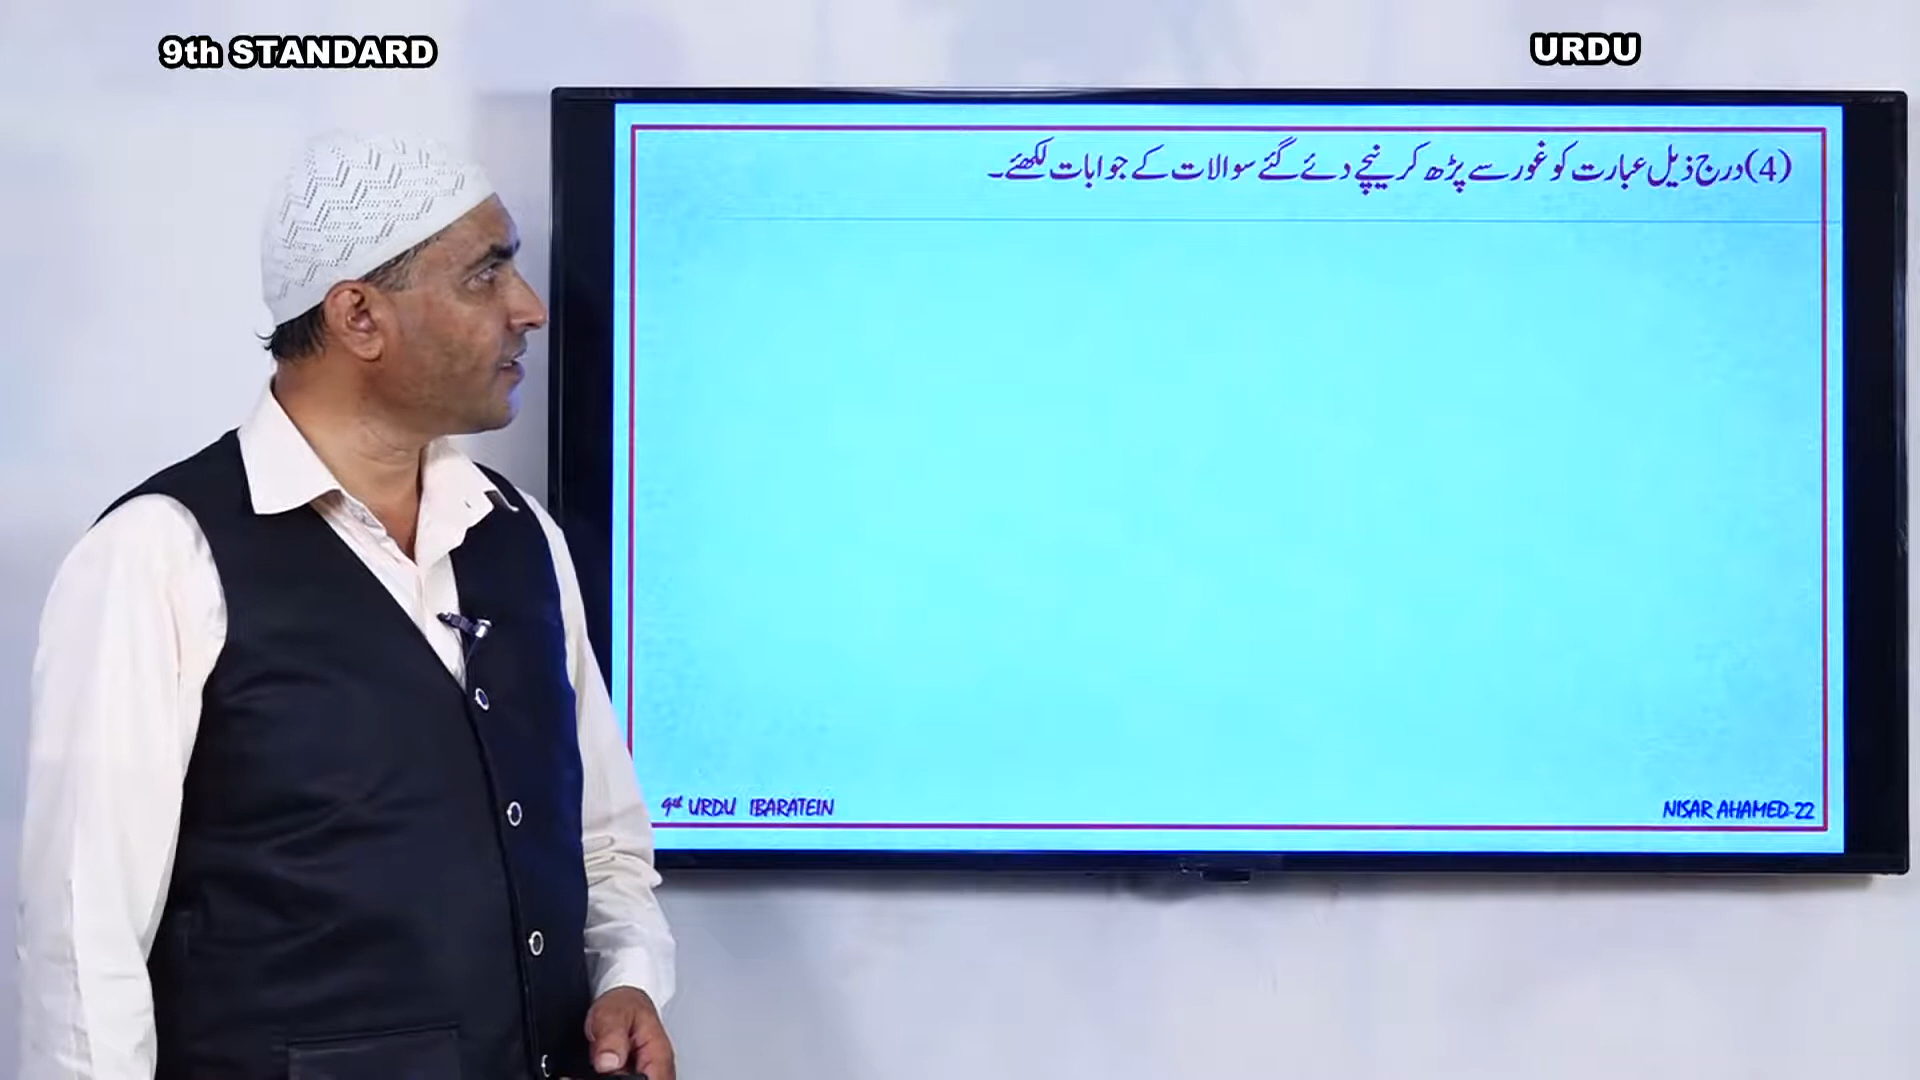 9th STANDARD
URDU
(4) درج ذیل عبارت کو غور سے پڑھ کر نیچے دئے گئے سوالات کے جوابات لکھئے۔
9th URDU IBARATEIN
NISAR AHAMED-22